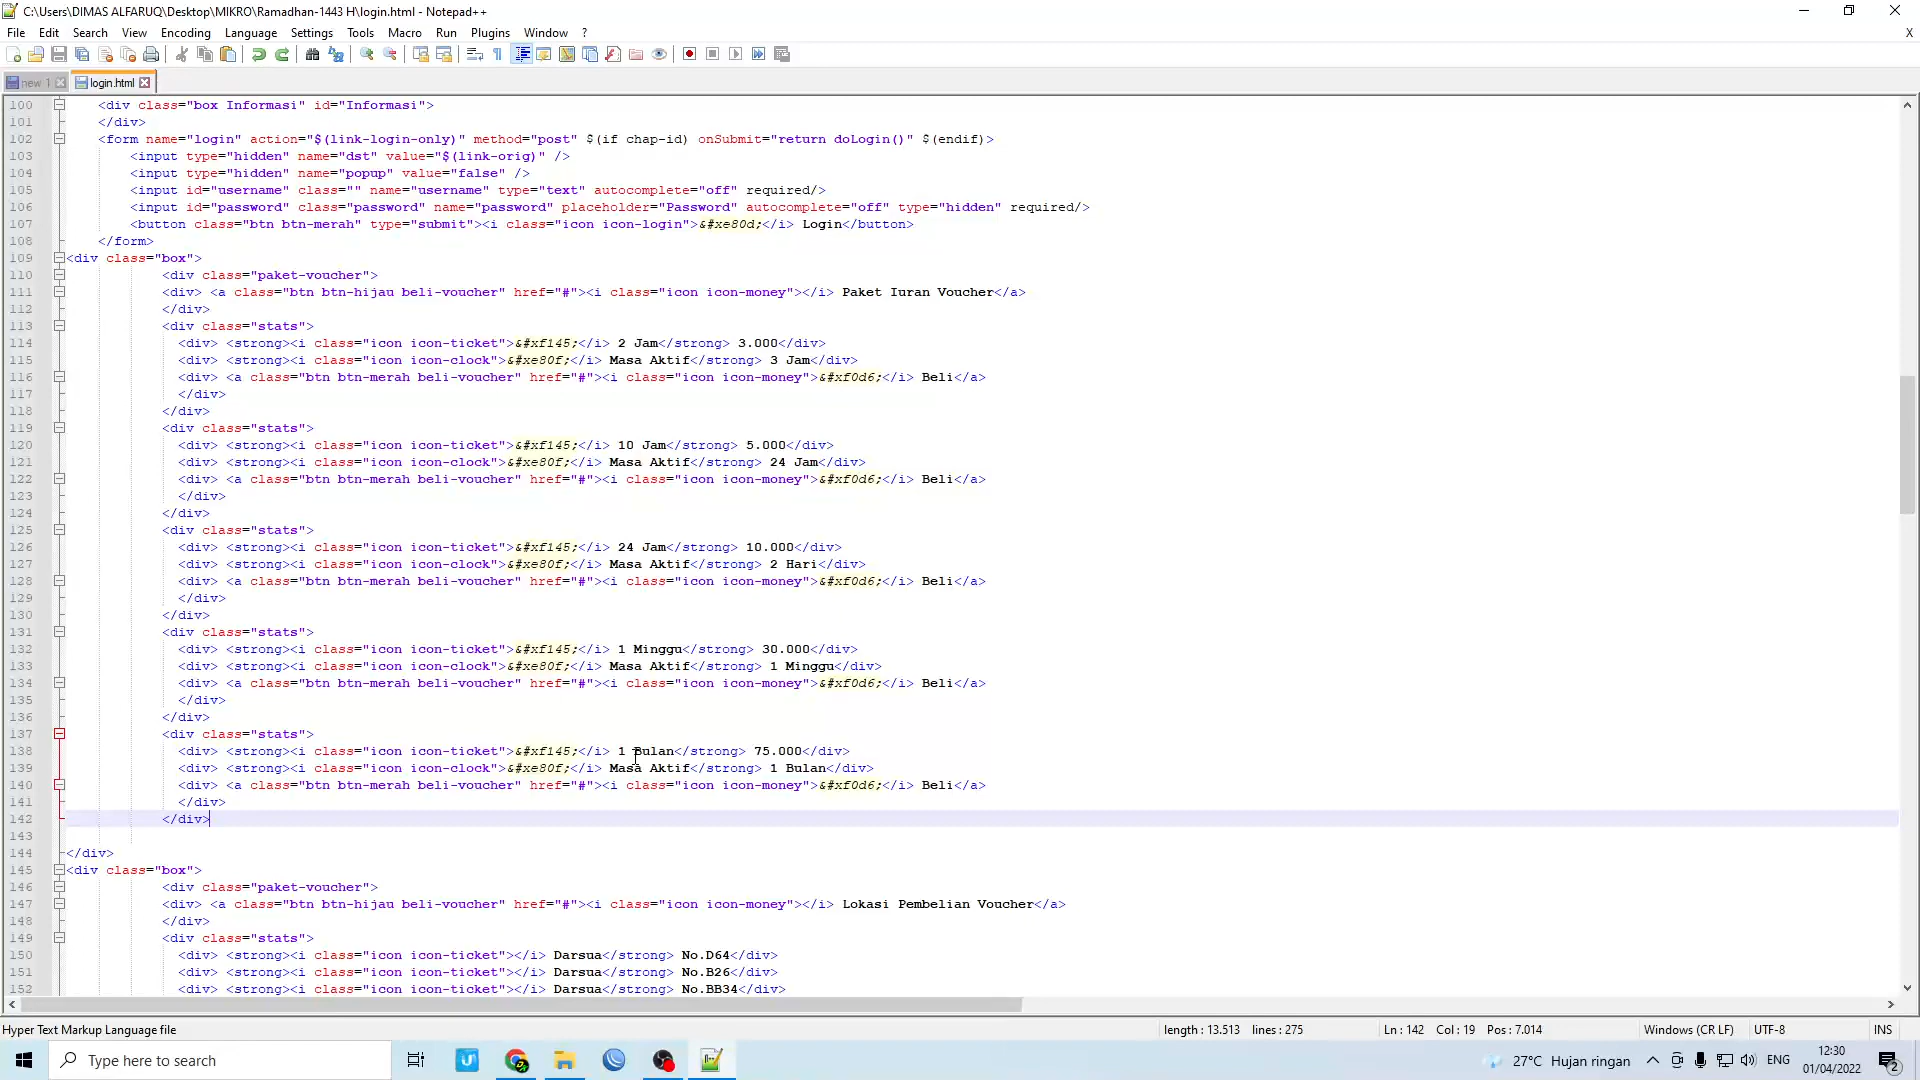 C:\Users\DIMAS ALFARUQ\Desktop\MIKRO\Ramadhan-1443 H\login.html - Notepad++
File Edit Search View Encoding Language Settings Tools Macro Run Plugins Window ? X
new 1 login.html
100 <div class="box Informasi" id="Informasi">
101 </div>
102 <form name="login" action="$(link-login-only)" method="post" $(if chap-id) onSubmit="return doLogin()" $(endif)>
103 <input type="hidden" name="dst" value="$(link-orig)" />
104 <input type="hidden" name="popup" value="false" />
105 <input id="username" class="" name="username" type="text" autocomplete="off" required/>
106 <input id="password" class="password" name="password" placeholder="Password" autocomplete="off" type="hidden" required/>
107 <button class="btn btn-merah" type="submit"><i class="icon icon-login">&#xe80d;</i> Login</button>
108 </form>
109 <div class="box">
110 <div class="paket-voucher">
111 <div> <a class="btn btn-hijau beli-voucher" href="#"><i class="icon icon-money"></i> Paket Iuran Voucher</a>
112 </div>
113 <div class="stats">
114 <div> <strong><i class="icon icon-ticket">&#xf145;</i> 2 Jam</strong> 3.000</div>
115 <div> <strong><i class="icon icon-clock">&#xe80f;</i> Masa Aktif</strong> 3 Jam</div>
116 <div> <a class="btn btn-merah beli-voucher" href="#"><i class="icon icon-money">&#xf0d6;</i> Beli</a>
117 </div>
118 </div>
119 <div class="stats">
120 <div> <strong><i class="icon icon-ticket">&#xf145;</i> 10 Jam</strong> 5.000</div>
121 <div> <strong><i class="icon icon-clock">&#xe80f;</i> Masa Aktif</strong> 24 Jam</div>
122 <div> <a class="btn btn-merah beli-voucher" href="#"><i class="icon icon-money">&#xf0d6;</i> Beli</a>
123 </div>
124 </div>
125 <div class="stats">
126 <div> <strong><i class="icon icon-ticket">&#xf145;</i> 24 Jam</strong> 10.000</div>
127 <div> <strong><i class="icon icon-clock">&#xe80f;</i> Masa Aktif</strong> 2 Hari</div>
128 <div> <a class="btn btn-merah beli-voucher" href="#"><i class="icon icon-money">&#xf0d6;</i> Beli</a>
129 </div>
130 </div>
131 <div class="stats">
132 <div> <strong><i class="icon icon-ticket">&#xf145;</i> 1 Minggu</strong> 30.000</div>
133 <div> <strong><i class="icon icon-clock">&#xe80f;</i> Masa Aktif</strong> 1 Minggu</div>
134 <div> <a class="btn btn-merah beli-voucher" href="#"><i class="icon icon-money">&#xf0d6;</i> Beli</a>
135 </div>
136 </div>
137 <div class="stats">
138 <div> <strong><i class="icon icon-ticket">&#xf145;</i> 1 Bulan</strong> 75.000</div>
139 <div> <strong><i class="icon icon-clock">&#xe80f;</i> Masa Aktif</strong> 1 Bulan</div>
140 <div> <a class="btn btn-merah beli-voucher" href="#"><i class="icon icon-money">&#xf0d6;</i> Beli</a>
141 </div>
142 </div>
143
144 </div>
145 <div class="box">
146 <div class="paket-voucher">
147 <div> <a class="btn btn-hijau beli-voucher" href="#"><i class="icon icon-money"></i> Lokasi Pembelian Voucher</a>
148 </div>
149 <div class="stats">
150 <div> <strong><i class="icon icon-ticket"></i> Darsua</strong> No.D64</div>
151 <div> <strong><i class="icon icon-ticket"></i> Darsua</strong> No.B26</div>
152 <div> <strong><i class="icon icon-ticket"></i> Darsua</strong> No.BB34</div>
Hyper Text Markup Language file length : 13.513 lines : 275 Ln : 142 Col : 19 Pos : 7.014 Windows (CR LF) UTF-8 INS
Type here to search 27°C Hujan ringan ENG 12:30
01/04/2022 2